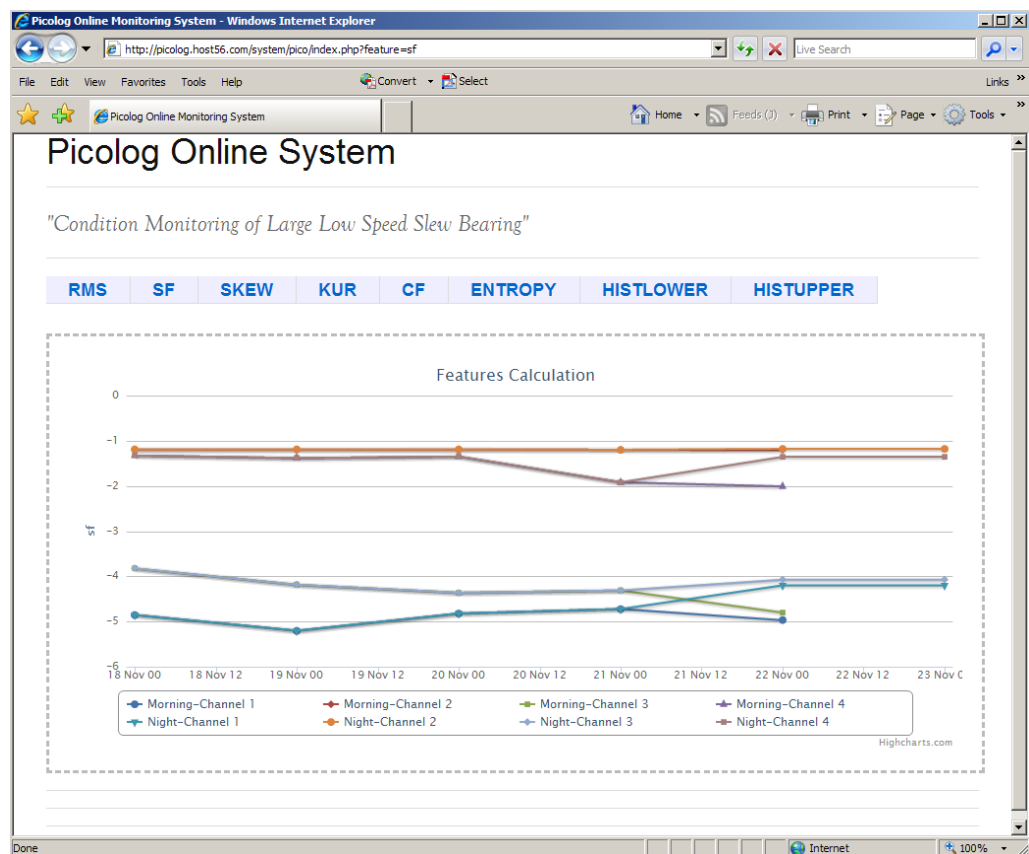 Picolog Online Monitoring System - Windows Internet Explorer
http://picolog.host56.com/system/pico/index.php?feature=sf Live Search
File Edit View Favorites Tools Help Convert Select Links »
Picolog Online Monitoring System Home Feeds (J) Print Page Tools »
Picolog Online System
"Condition Monitoring of Large Low Speed Slew Bearing"
RMS SF SKEW KUR CF ENTROPY HISTLOWER HISTUPPER
Features Calculation
0
-1
-2
sf
-3
-4
-5
-6
18 Nov 00 18 Nov 12 19 Nov 00 19 Nov 12 20 Nov 00 20 Nov 12 21 Nov 00 21 Nov 12 22 Nov 00 22 Nov 12 23 Nov 0
Morning-Channel 1 Morning-Channel 2 Morning-Channel 3 Morning-Channel 4
Night-Channel 1 Night-Channel 2 Night-Channel 3 Night-Channel 4
Highcharts.com
Done Internet 100%